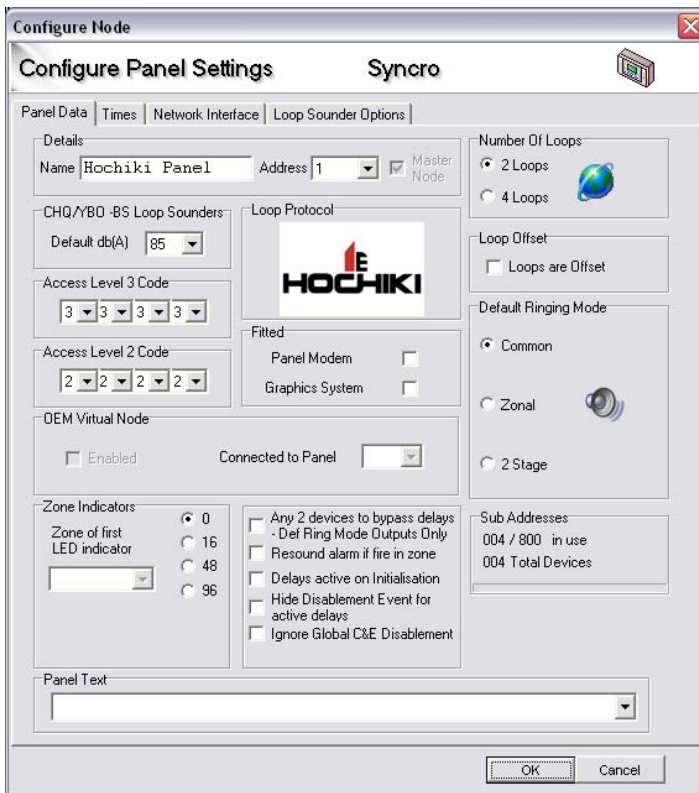 Configure Node
Configure Panel Settings Syncro
Panel Data Times Network Interface Loop Sounder Options
Details
Name Hochiki Panel Address 1 Master Node
Number Of Loops
2 Loops
4 Loops
CHQ/YBO -BS Loop Sounders
Default db(A) 85
Loop Protocol
HOCHIKI
Loop Offset
Loops are Offset
Access Level 3 Code
3 3 3 3
Default Ringing Mode
Common
Zonal
2 Stage
Fitted
Panel Modem
Graphics System
Access Level 2 Code
2 2 2 2
OEM Virtual Node
Enabled Connected to Panel
Zone Indicators
Zone of first
LED indicator
0
16
48
96
Any 2 devices to bypass delays
- Def Ring Mode Outputs Only
Resound alarm if fire in zone
Delays active on Initialisation
Hide Disablement Event for
active delays
Ignore Global C&E Disablement
Sub Addresses
004 / 800 in use
004 Total Devices
Panel Text
OK Cancel